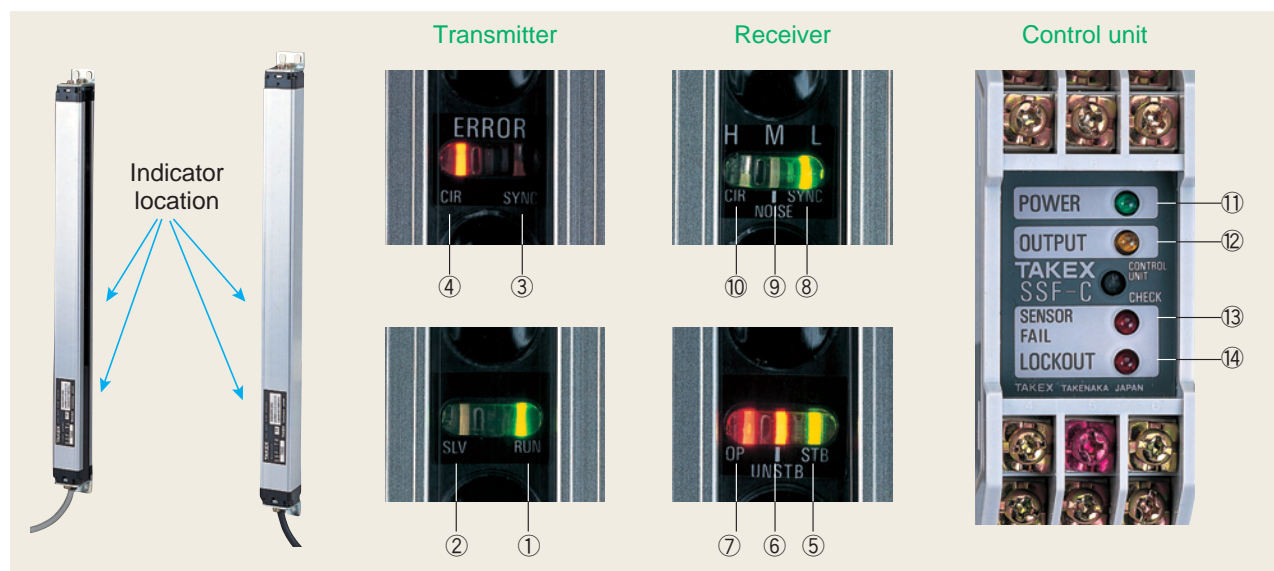 Transmitter
Receiver
Control unit
Indicator
location
ERROR
CIR SYNC
④ ③
H M L
CIR SYNC
NOISE
⑩ ⑨ ⑧
SLV RUN
② ①
OP STB
UNSTB
⑦ ⑥ ⑤
POWER
⑪
OUTPUT
⑫
TAKEX
SSF-C
CONTROL
UNIT
CHECK
SENSOR
FAIL
⑬
LOCKOUT
⑭
TAKEX TAKENAKA JAPAN